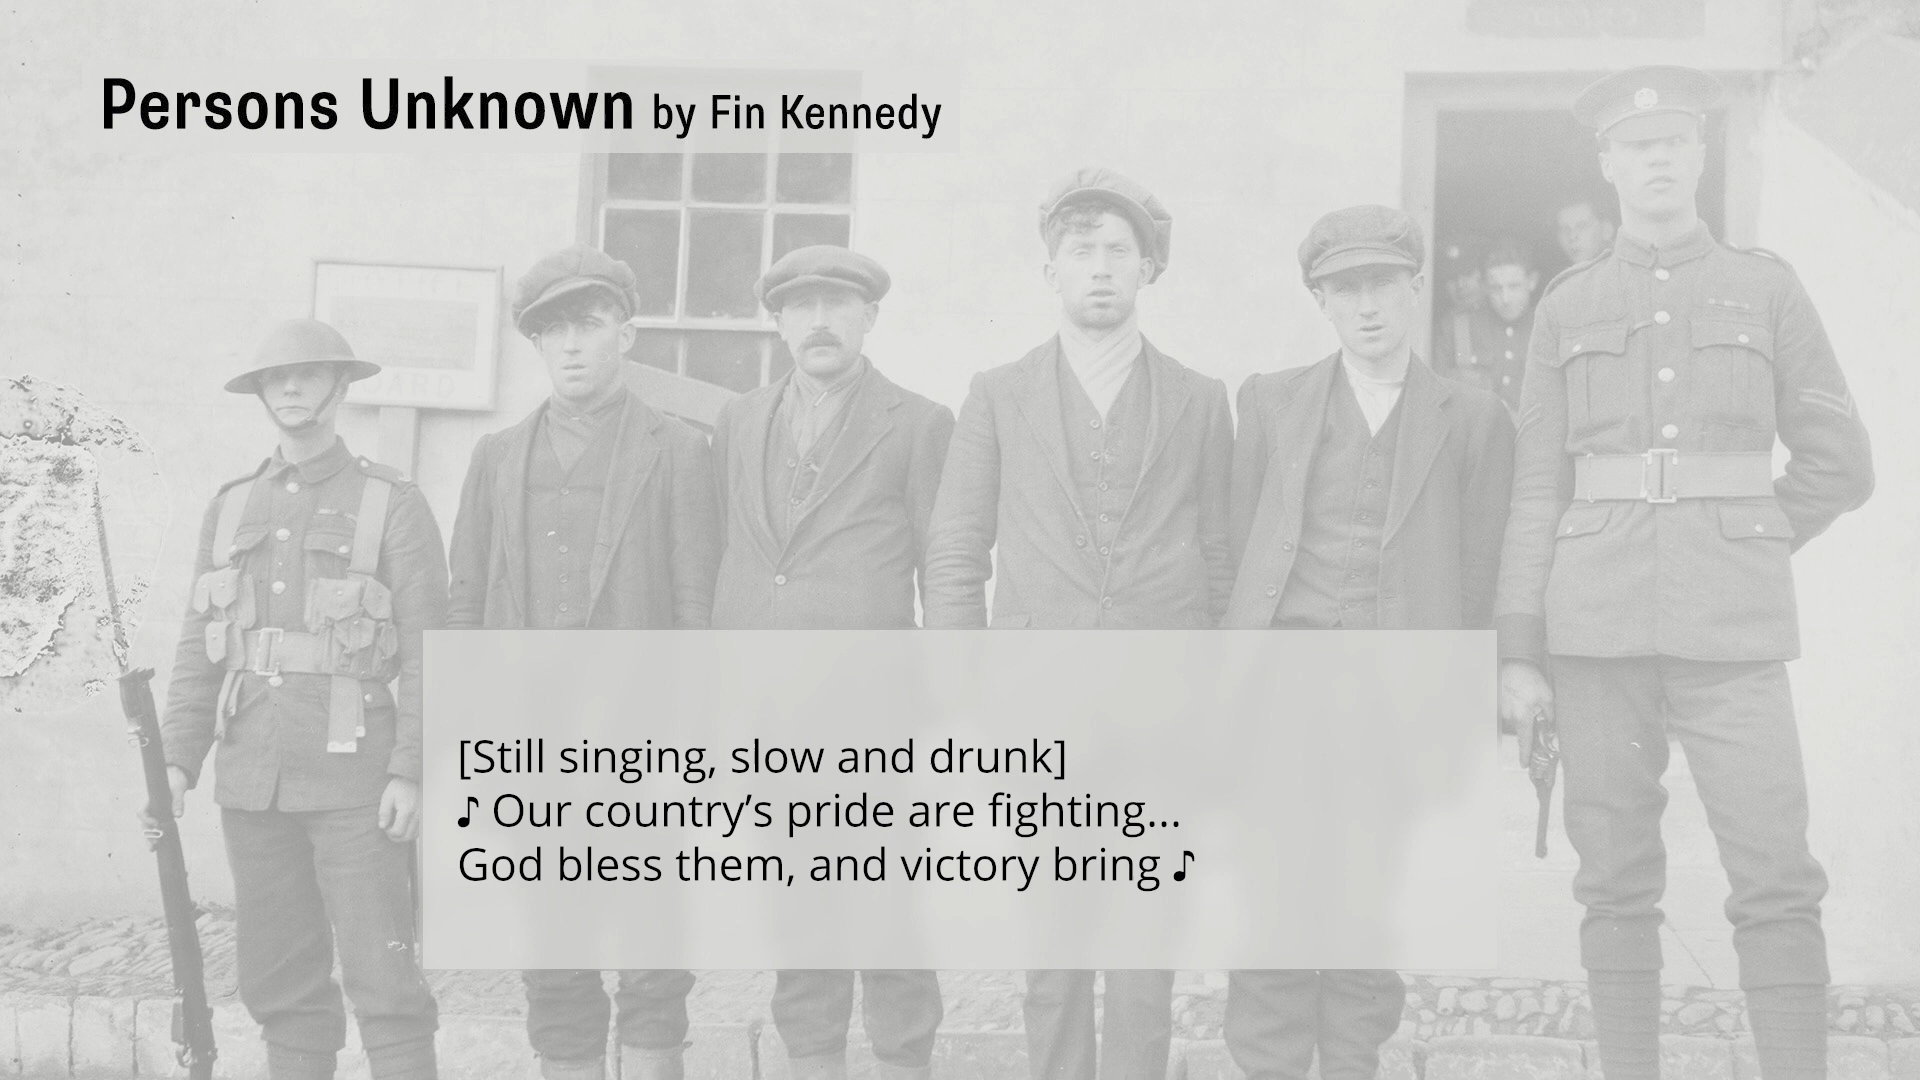 Persons Unknown by Fin Kennedy
[Still singing, slow and drunk]
♪ Our country’s pride are fighting...
God bless them, and victory bring ♪